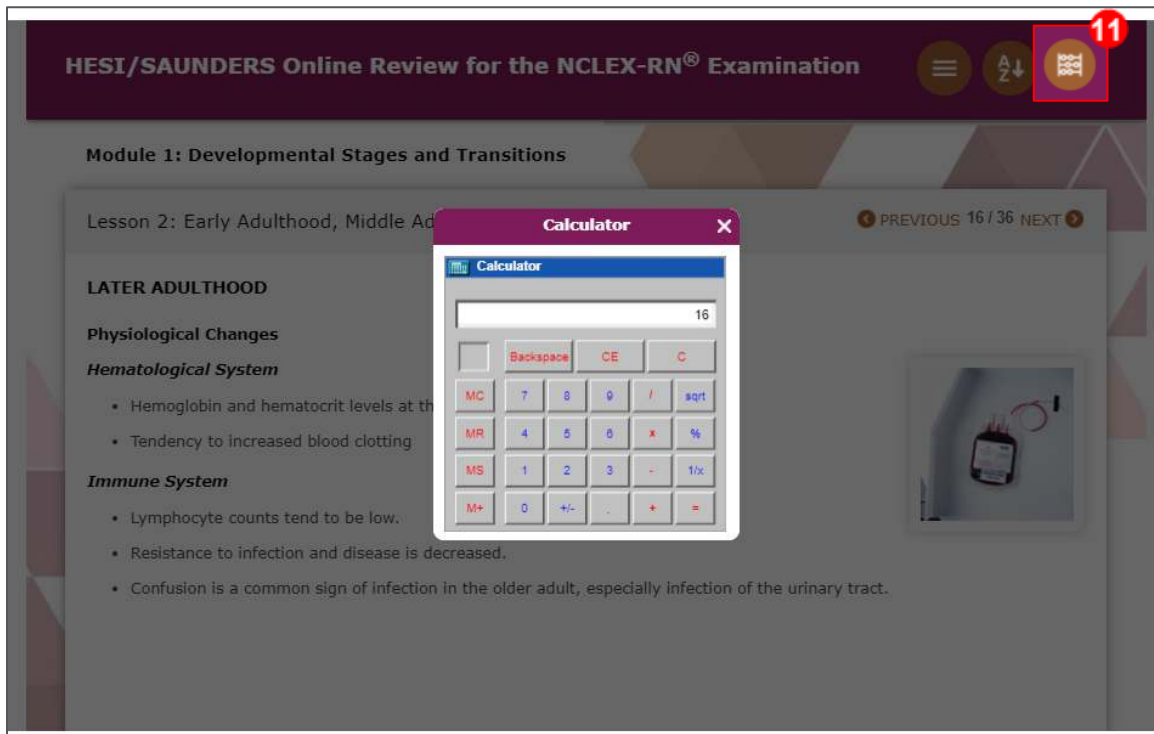 11
HESI/SAUNDERS Online Review for the NCLEX-RN® Examination
A
Z
Module 1: Developmental Stages and Transitions
Lesson 2: Early Adulthood, Middle Ad
PREVIOUS 16 / 36 NEXT
Calculator
Calculator
16
Backspace CE C
MC 7 8 9 / sqrt
MR 4 5 6 x %
MS 1 2 3 - 1/x
M+ 0 +/- . + =
LATER ADULTHOOD
Physiological Changes
Hematological System
• Hemoglobin and hematocrit levels at th
• Tendency to increased blood clotting
Immune System
• Lymphocyte counts tend to be low.
• Resistance to infection and disease is decreased.
• Confusion is a common sign of infection in the older adult, especially infection of the urinary tract.